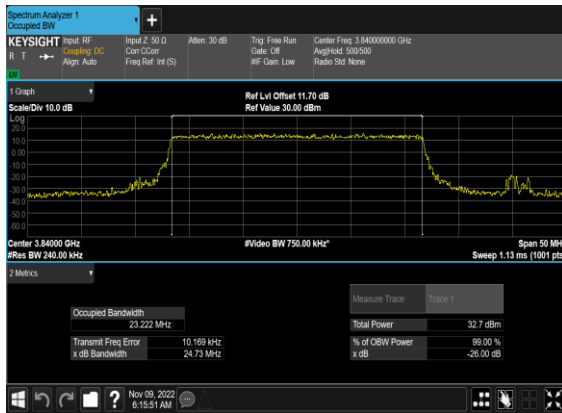 Spectrum Analyzer 1
Occupied BW
+
KEYSIGHT Input: RF Input Z: 50 Ω Atten: 30 dB Trig: Free Run Center Freq: 3.840000000 GHz
R T Coupling: DC Corr CCorr Gate: Off Avg|Hold: 500/500
Align: Auto Freq Ref: Int (S) #IF Gain: Low Radio Std: None
1 Graph
Ref Lvl Offset 11.70 dB
Scale/Div 10.0 dB Ref Value 30.00 dBm
Log
20.0
10.0
0.00
-10.0
-20.0
-30.0
-40.0
-50.0
-60.0
Center 3.84000 GHz #Video BW 750.00 kHz* Span 50 MH
#Res BW 240.00 kHz Sweep 1.13 ms (1001 pts
2 Metrics
Measure Trace Trace 1
Occupied Bandwidth
23.222 MHz Total Power 32.7 dBm
Transmit Freq Error 10.169 kHz % of OBW Power 99.00 %
x dB Bandwidth 24.73 MHz x dB -26.00 dB
? Nov 09, 2022
6:15:51 AM